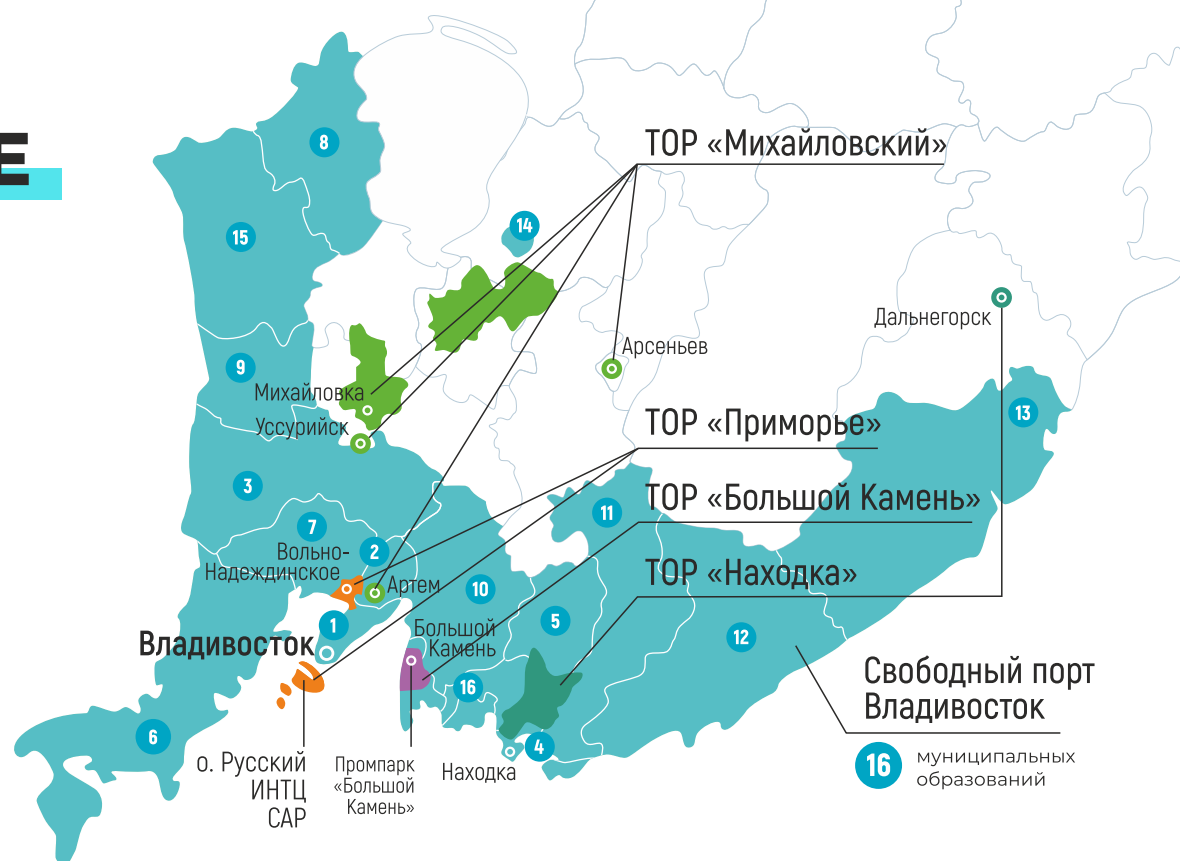 Е
8
ТОР «Михайловский»
15
14
Дальнегорск
Арсеньев
9
Михайловка
13
Уссурийск
ТОР «Приморье»
3
ТОР «Большой Камень»
11
7
Вольно-
Надеждинское
2
Артем
ТОР «Находка»
10
1
Большой
Камень
5
12
Владивосток
16
Свободный порт
Владивосток
6
4
о. Русский
ИНТЦ
САР
Промпарк
«Большой
Камень»
Находка
16
муниципальных
образований